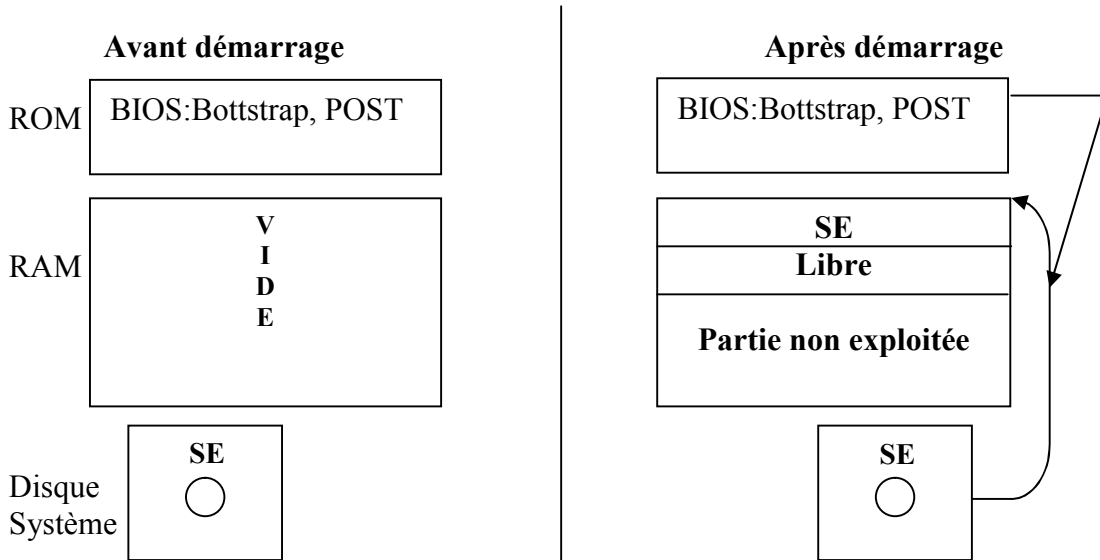 Avant démarrage
ROM
BIOS:Bottstrap, POST
RAM
V
I
D
E
SE
Disque
Système
Après démarrage
BIOS:Bottstrap, POST
SE
Libre
Partie non exploitée
SE